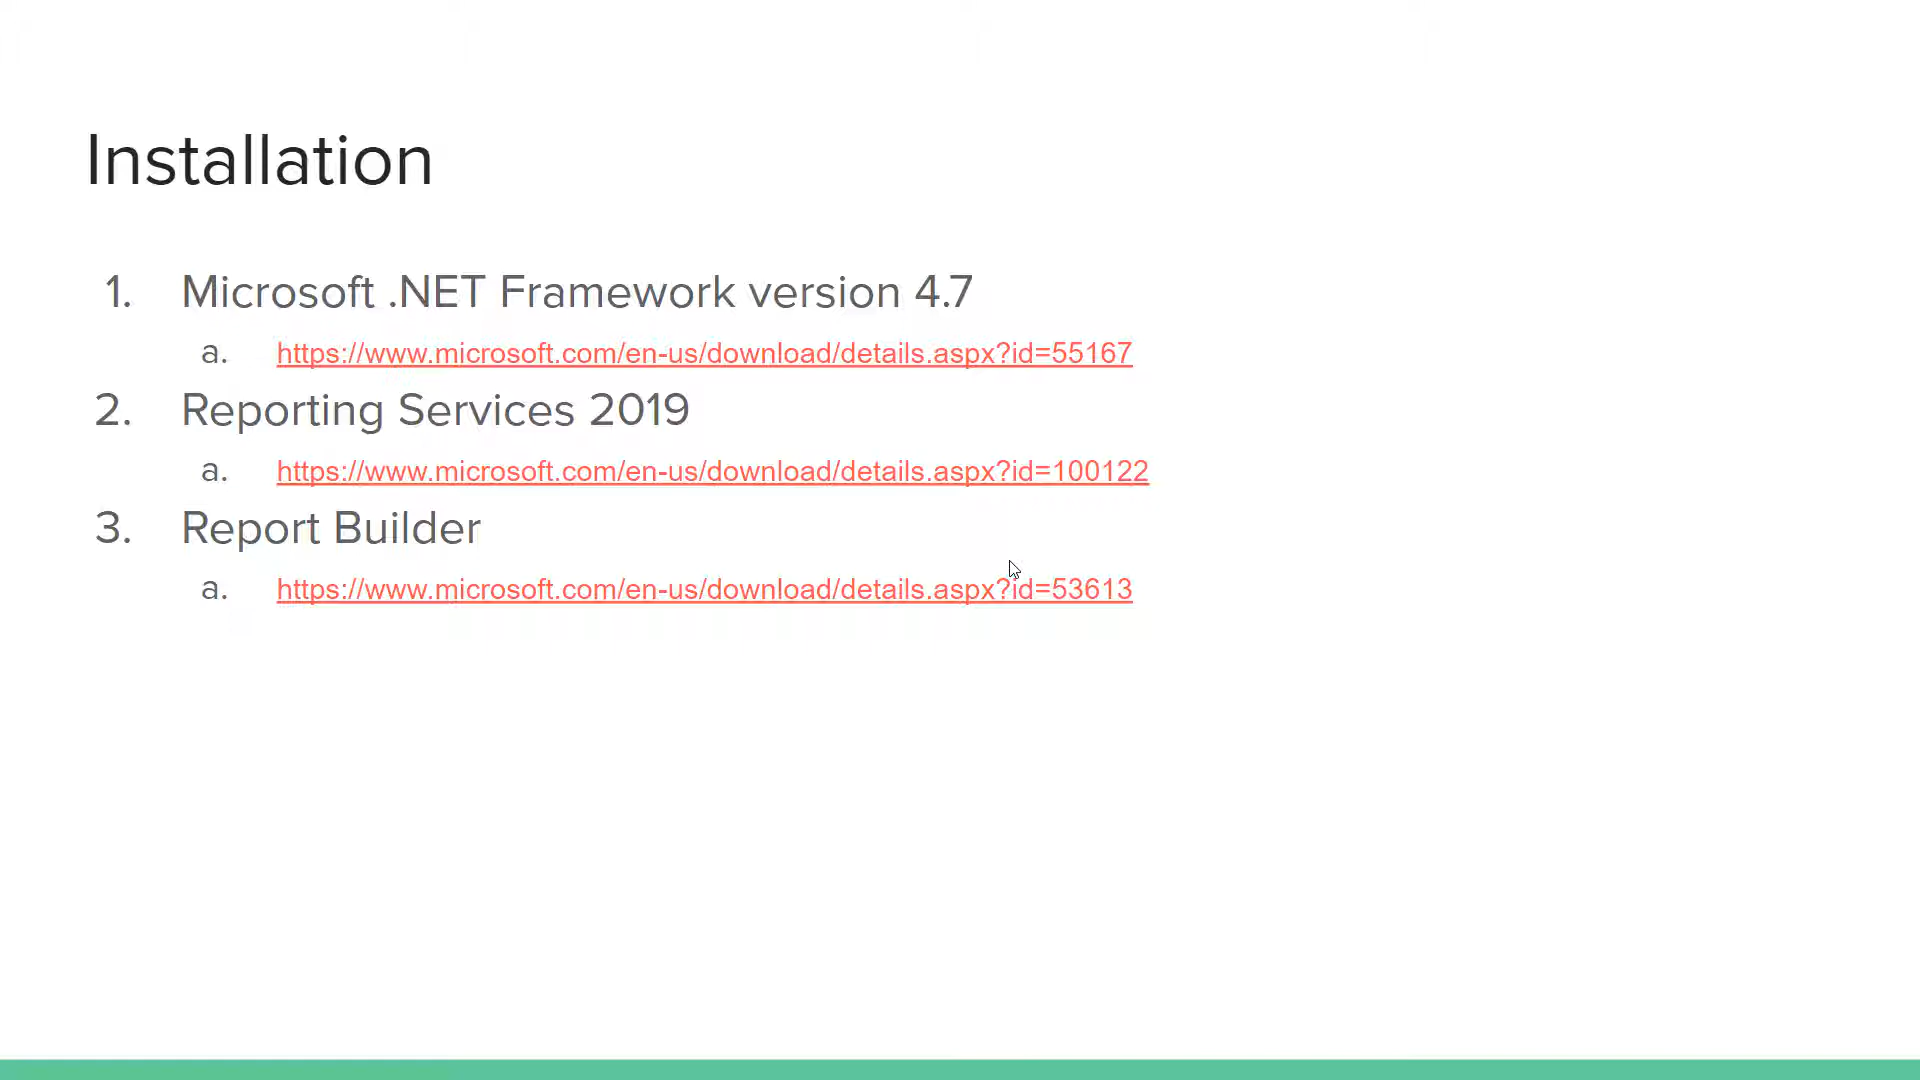 Installation
1. Microsoft .NET Framework version 4.7
a. https://www.microsoft.com/en-us/download/details.aspx?id=55167
2. Reporting Services 2019
a. https://www.microsoft.com/en-us/download/details.aspx?id=100122
3. Report Builder
a. https://www.microsoft.com/en-us/download/details.aspx?id=53613